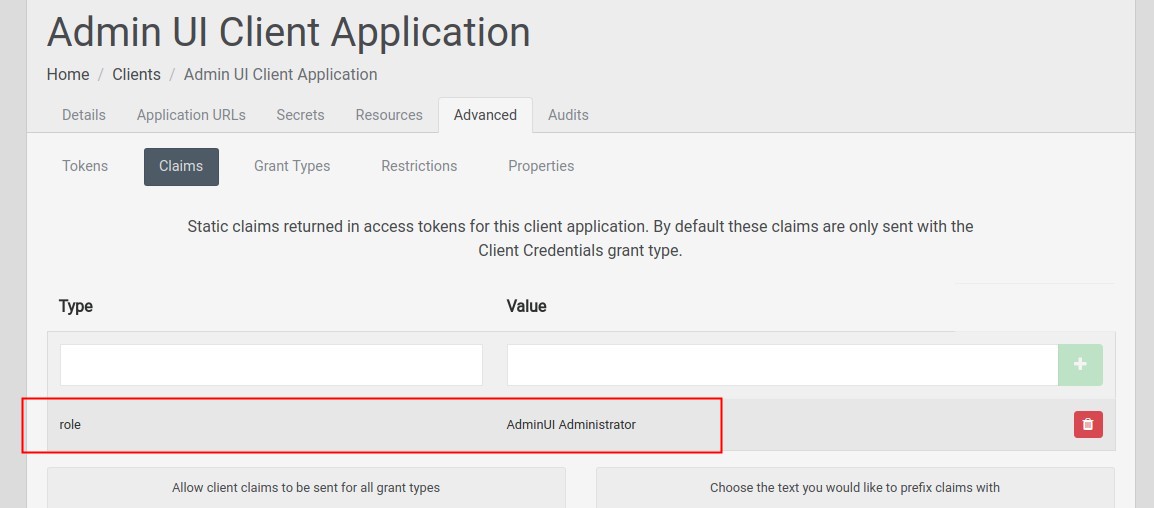 Admin UI Client Application
Home / Clients / Admin UI Client Application
Details Application URLs Secrets Resources Advanced Audits
Tokens Claims Grant Types Restrictions Properties
Static claims returned in access tokens for this client application. By default these claims are only sent with the
Client Credentials grant type.
Type Value
role AdminUI Administrator
Allow client claims to be sent for all grant types Choose the text you would like to prefix claims with